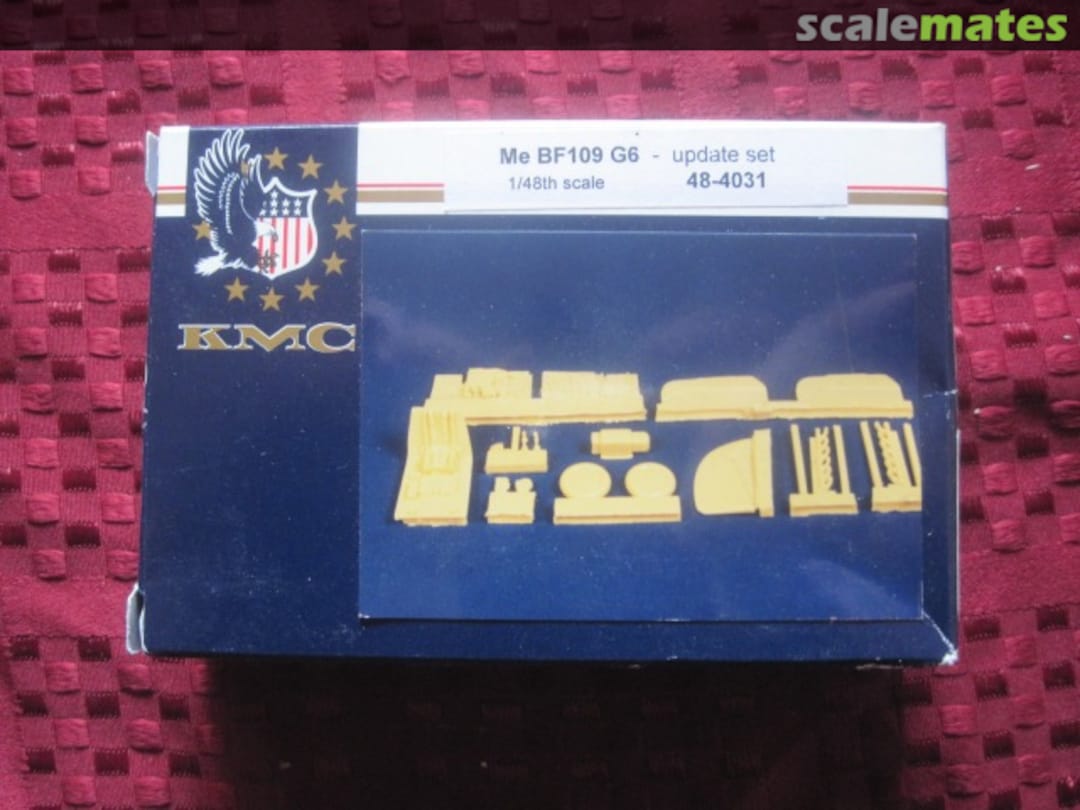 scalemates
Me BF109 G6 - update set
1/48th scale 48-4031
KMC